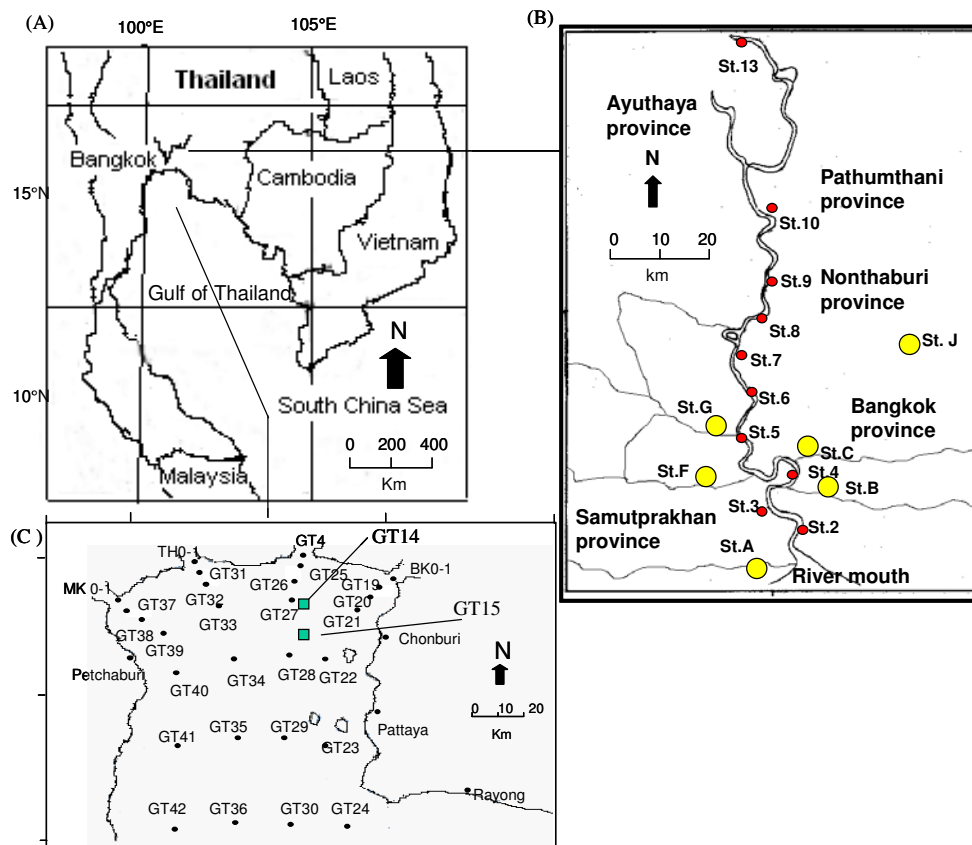 (A)
100°E
105°E
Thailand
Laos
Bangkok
Cambodia
15°N
Vietnam
Gulf of Thailand
N
10°N
South China Sea
0 200 400
Km
Malaysia
(B)
St.13
Ayuthaya
province
N
Pathumthani
province
St.10
0 10 20
km
Nonthaburi
province
St.9
St.8
St. J
St.7
St.6
St.G
Bangkok
province
St.5
St.C
St.F
St.4
St.B
Samutprakhan
province
St.3
St.2
St.A
River mouth
(C)
GT4
GT14
TH0-1
GT31
GT26
GT25
GT19
BK0-1
MK 0-1
GT37
GT32
GT27
GT20
GT33
GT21
GT15
GT38
Chonburi
GT39
N
Petchaburi
GT40
GT34
GT28
GT22
0 10 20
Km
GT41
GT35
GT29
Pattaya
GT23
Rayong
GT42
GT36
GT30
GT24